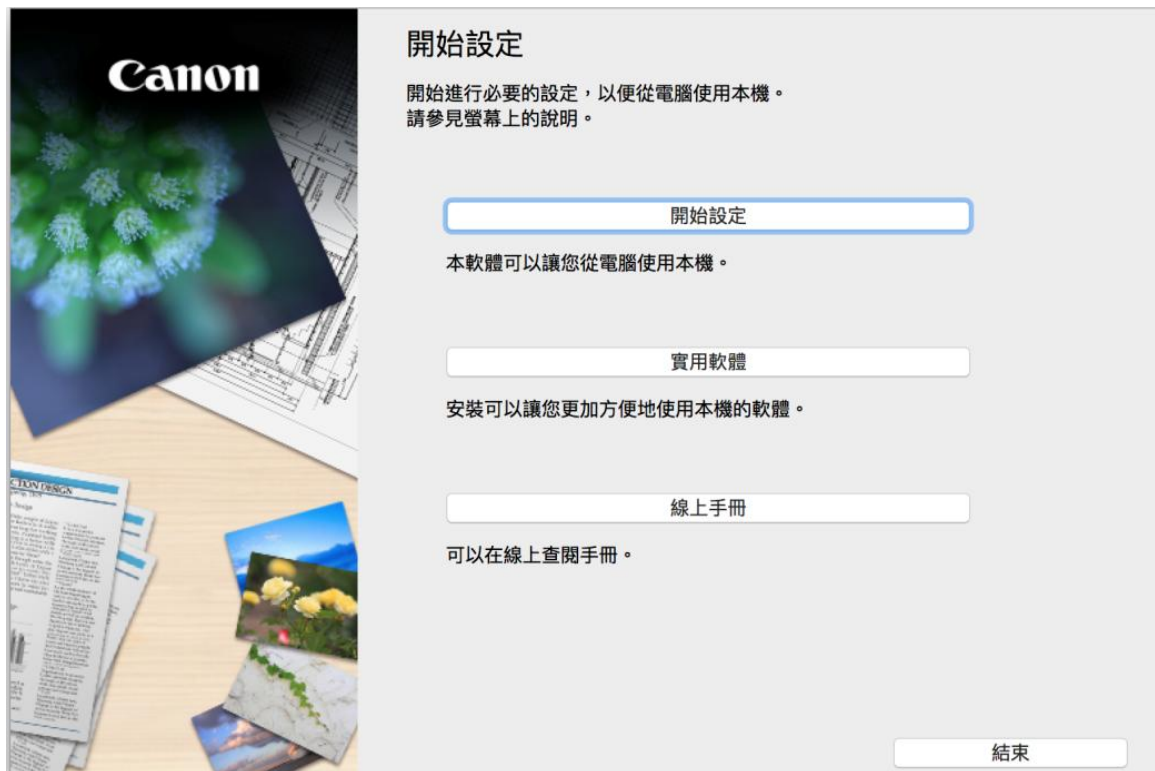 Canon
開始設定
開始進行必要的設定，以便從電腦使用本機。
請參見螢幕上的說明。
開始設定
本軟體可以讓您從電腦使用本機。
實用軟體
安裝可以讓您更加方便地使用本機的軟體。
線上手冊
可以在線上查閱手冊。
CTION DESIGN
結束